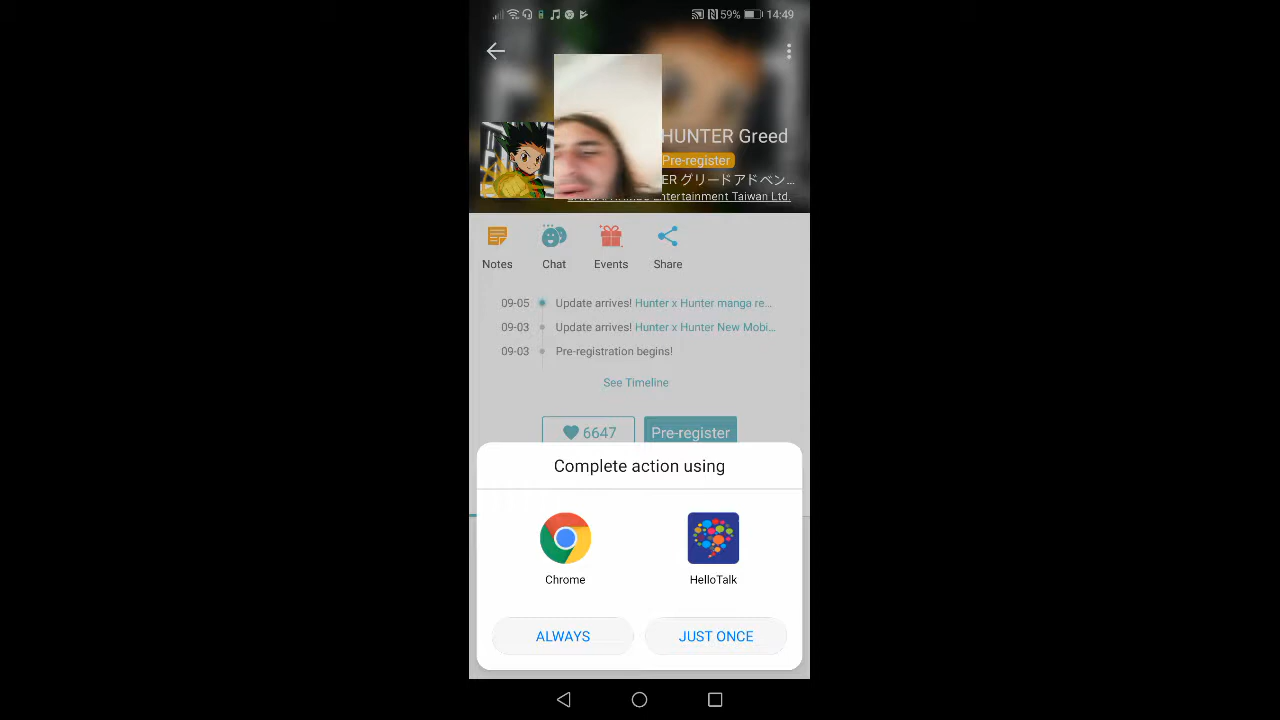 59% 14:49
HUNTER Greed
Pre-register
ER グリードアドベン...
Entertainment Taiwan Ltd.
Notes Chat Events Share
09-05 Update arrives! Hunter x Hunter manga re...
09-03 Update arrives! Hunter x Hunter New Mobi...
09-03 Pre-registration begins!
See Timeline
6647 Pre-register
Complete action using
Chrome HelloTalk
ALWAYS JUST ONCE